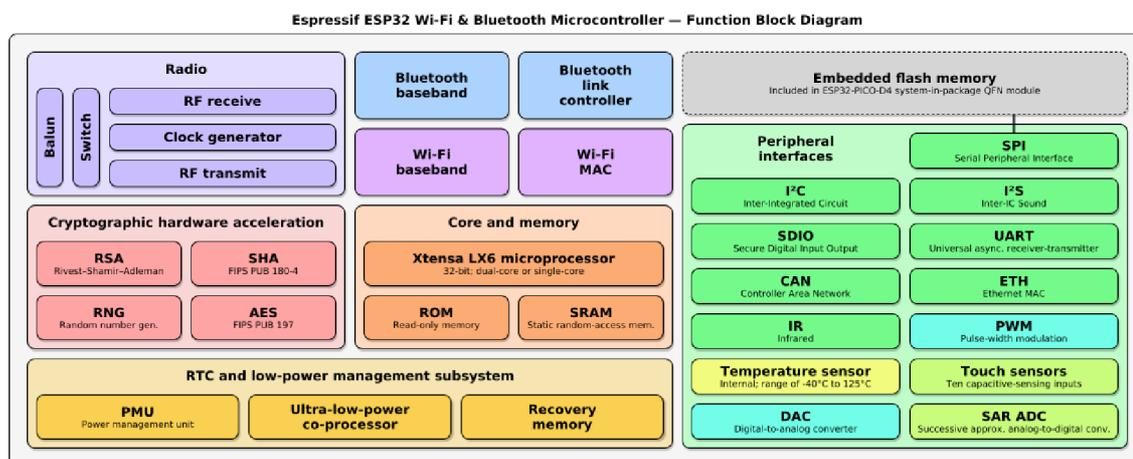 Espressif ESP32 Wi-Fi & Bluetooth Microcontroller — Function Block Diagram
Radio
Balun
Switch
RF receive
Clock generator
RF transmit
Bluetooth
baseband
Bluetooth
link
controller
Wi-Fi
baseband
Wi-Fi
MAC
Embedded flash memory
Included in ESP32-PICO-D4 system-in-package QFN module
Cryptographic hardware acceleration
RSA
Rivest–Shamir–Adleman
SHA
FIPS PUB 180-4
RNG
Random number gen.
AES
FIPS PUB 197
Core and memory
Xtensa LX6 microprocessor
32-bit; dual-core or single-core
ROM
Read-only memory
SRAM
Static random-access mem.
RTC and low-power management subsystem
PMU
Power management unit
Ultra-low-power
co-processor
Recovery
memory
Peripheral
interfaces
SPI
Serial Peripheral Interface
I²C
Inter-Integrated Circuit
I²S
Inter-IC Sound
SDIO
Secure Digital Input Output
UART
Universal async. receiver-transmitter
CAN
Controller Area Network
ETH
Ethernet MAC
IR
Infrared
PWM
Pulse-width modulation
Temperature sensor
Internal; range of -40°C to 125°C
Touch sensors
Ten capacitive-sensing inputs
DAC
Digital-to-analog converter
SAR ADC
Successive approx. analog-to-digital conv.